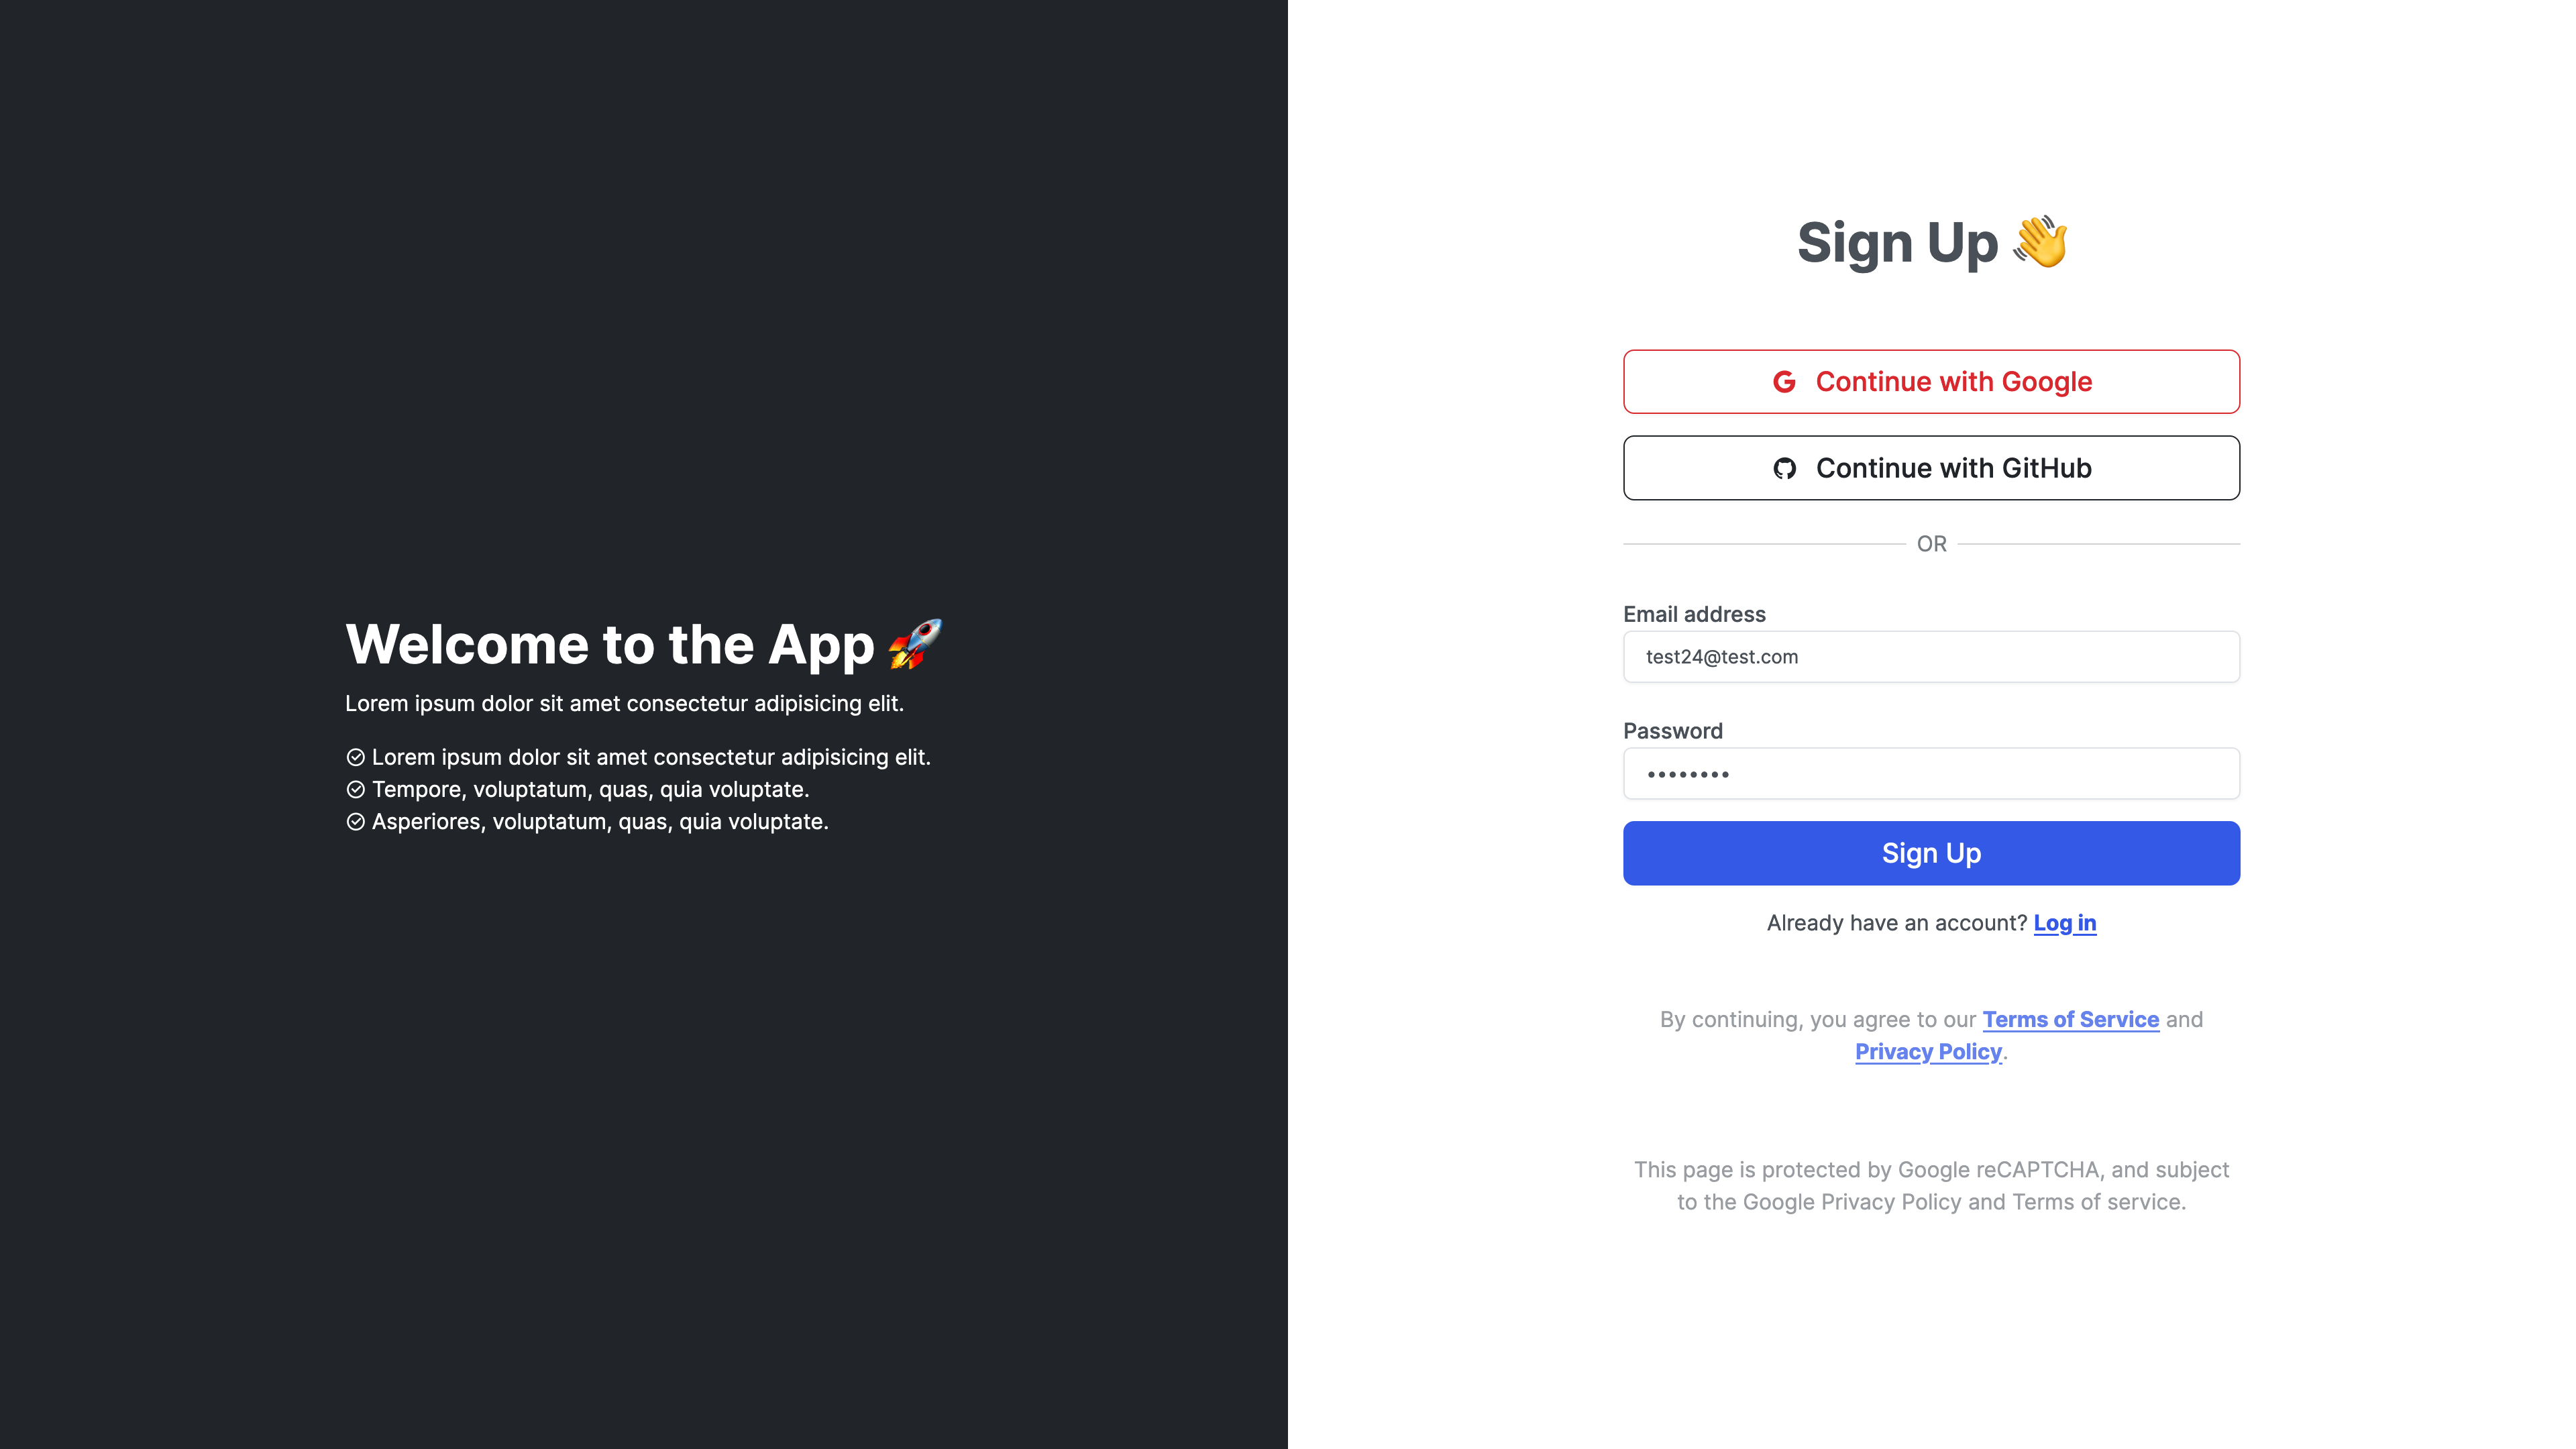 Welcome to the App 🚀
Lorem ipsum dolor sit amet consectetur adipisicing elit.
Lorem ipsum dolor sit amet consectetur adipisicing elit.
Tempore, voluptatum, quas, quia voluptate.
Asperiores, voluptatum, quas, quia voluptate.
Sign Up 👋
Continue with Google
Continue with GitHub
OR
Email address
test24@test.com
Password
••••••••
Sign Up
Already have an account? Log in
By continuing, you agree to our Terms of Service and
Privacy Policy.
This page is protected by Google reCAPTCHA, and subject
to the Google Privacy Policy and Terms of service.